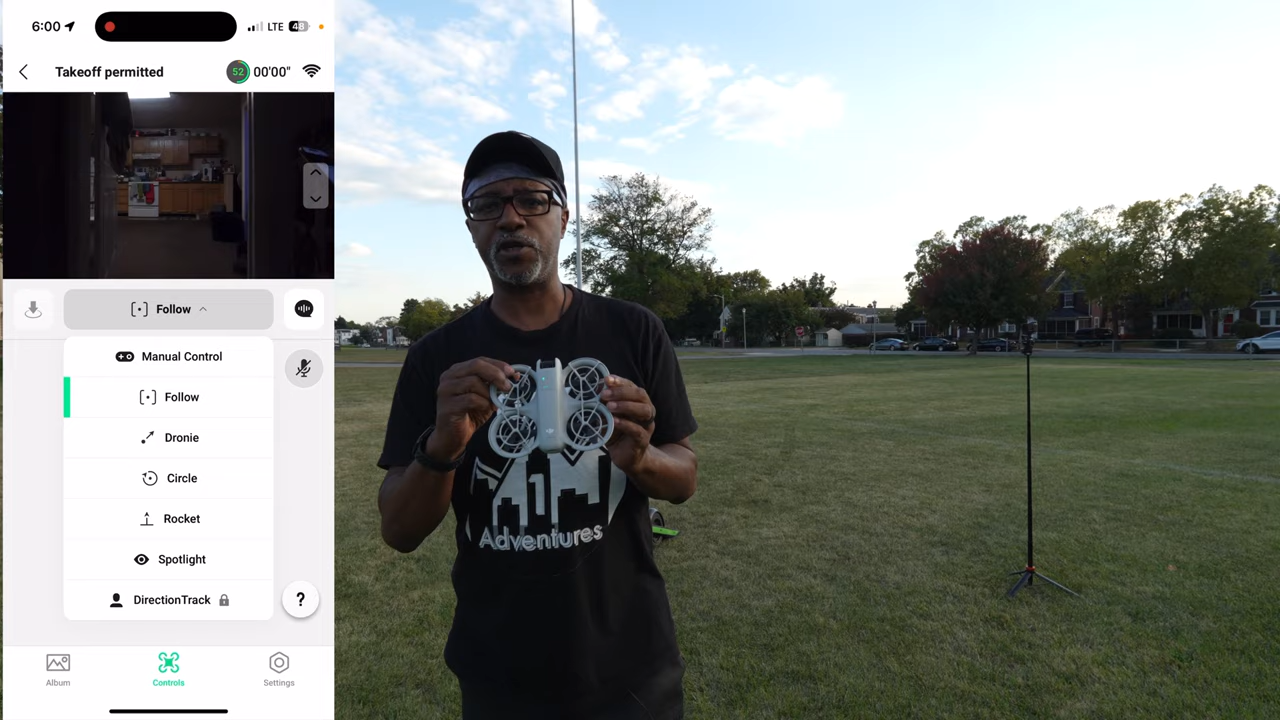 6:00
LTE 48
Takeoff permitted
52 00'00"
Follow
Manual Control
Follow
Dronie
Circle
Rocket
Spotlight
DirectionTrack
?
Album
Controls
Settings
1
Adventures